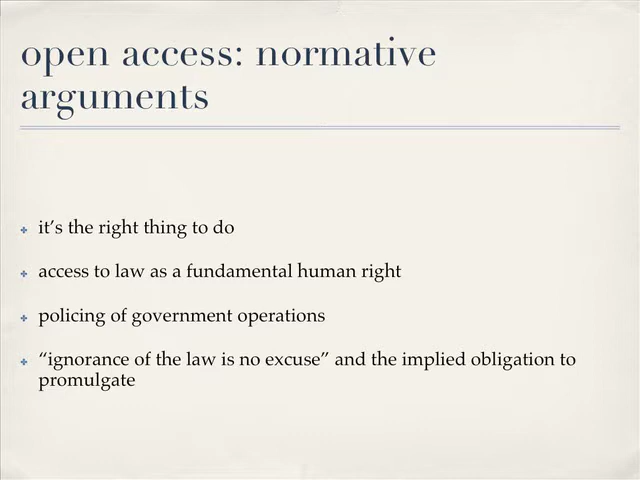 open access: normative
arguments
it’s the right thing to do
access to law as a fundamental human right
policing of government operations
“ignorance of the law is no excuse” and the implied obligation to
promulgate